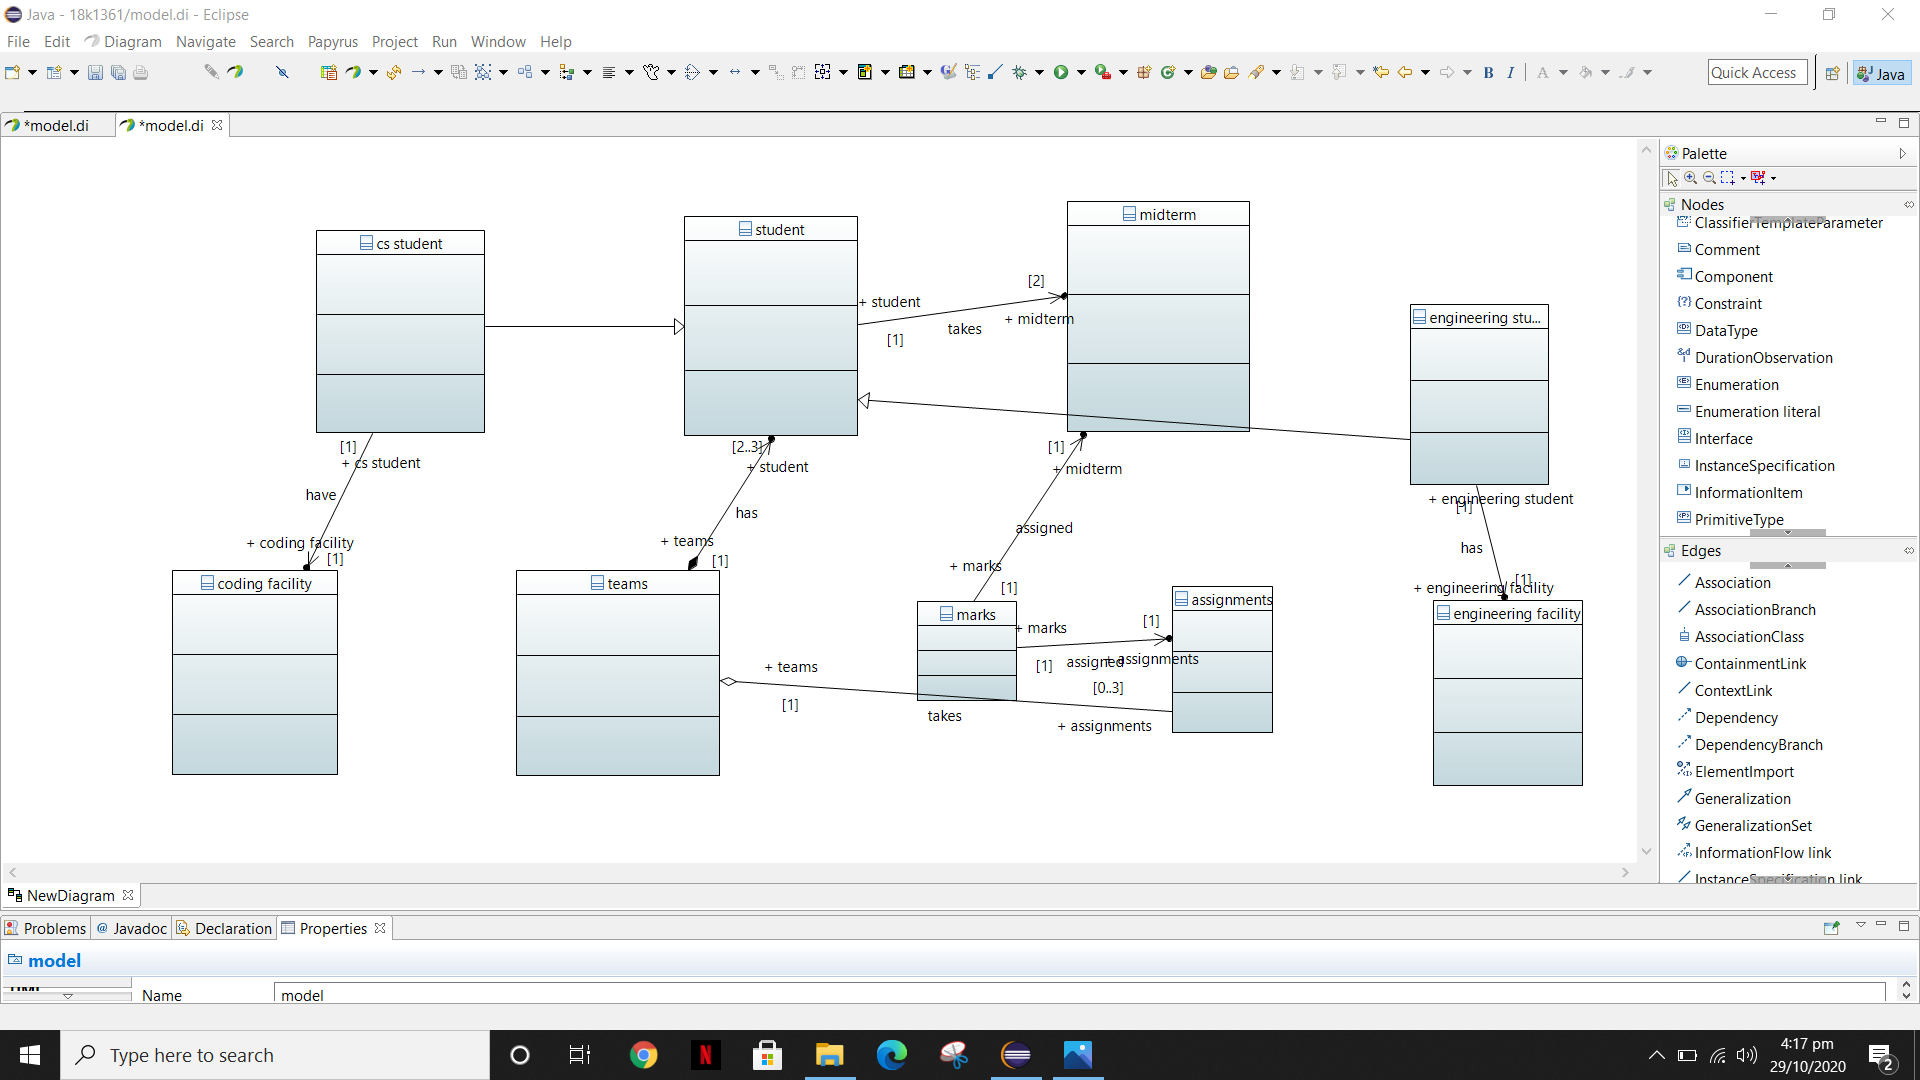 Java - 18k1361/model.di - Eclipse
File Edit Diagram Navigate Search Papyrus Project Run Window Help
Quick Access
Java
*model.di
*model.di
Palette
Nodes
ClassifierTemplateParameter
Comment
Component
Constraint
DataType
DurationObservation
Enumeration
Enumeration literal
Interface
InstanceSpecification
InformationItem
PrimitiveType
Edges
Association
AssociationBranch
AssociationClass
ContainmentLink
ContextLink
Dependency
DependencyBranch
ElementImport
Generalization
GeneralizationSet
InformationFlow link
InstanceSpecification link
cs student
student
midterm
engineering stu...
+ student
[1]
takes
[2]
+ midterm
[1]
+ cs student
have
+ coding facility
[1]
coding facility
[2..3]
+ student
has
+ teams
[1]
teams
[1]
+ midterm
assigned
+ marks
[1]
marks
+ marks
[1]
assigned
[1]
+ assignments
assignments
+ teams
[1]
takes
[0..3]
+ assignments
+ engineering student
[1]
has
[1]
+ engineering facility
engineering facility
NewDiagram
Problems
@ Javadoc
Declaration
Properties
model
UML
Name
model
Type here to search
4:17 pm
29/10/2020
2